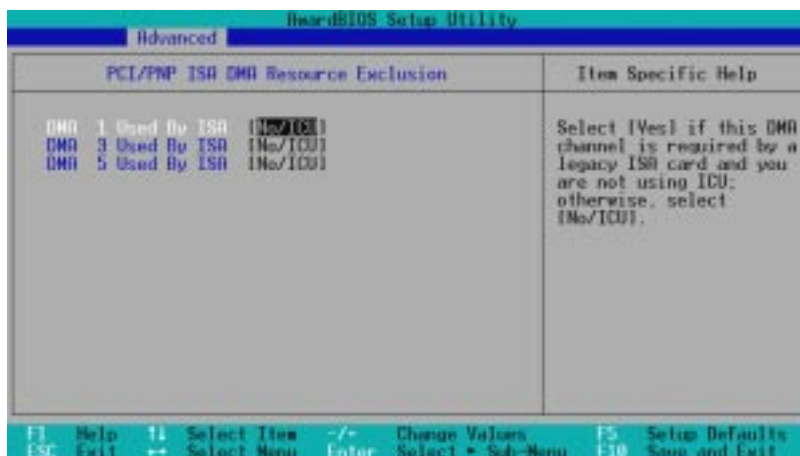 AwardBIOS Setup Utility
Advanced
PCI/PNP ISA DMA Resource Exclusion
Item Specific Help
DMA 1 Used By ISA [No/ICU]
DMA 3 Used By ISA [No/ICU]
DMA 5 Used By ISA [No/ICU]
Select [Yes] if this DMA
channel is required by a
legacy ISA card and you
are not using ICU;
otherwise, select
[No/ICU].
F1 Help ↑↓ Select Item -/+ Change Values F5 Setup Defaults
ESC Exit ↔ Select Menu Enter Select ► Sub-Menu F10 Save and Exit